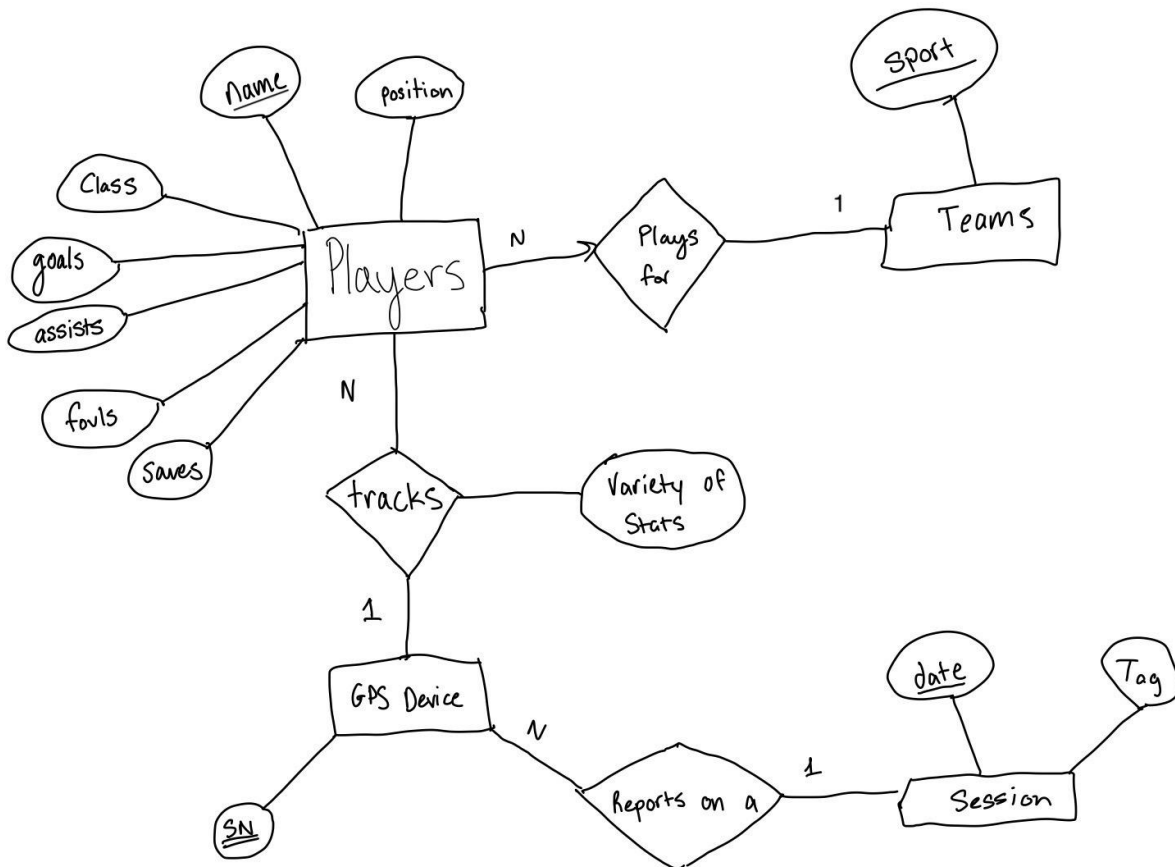 name
position
Sport
Class
goals
assists
fouls
saves
Players
N
Plays
for
1
Teams
N
tracks
Variety of
Stats
1
GPS Device
SN
N
Reports on a
1
date
Tag
Session